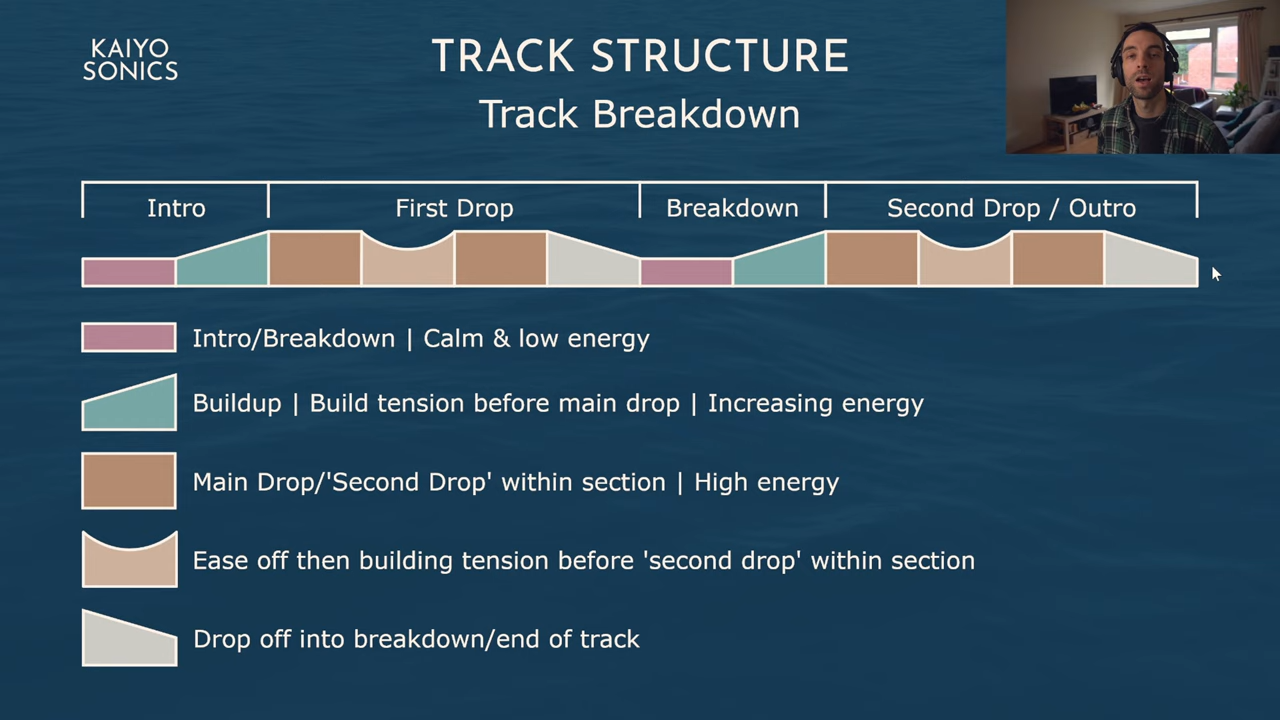 KAIYO
SONICS
TRACK STRUCTURE
Track Breakdown
Intro
First Drop
Breakdown
Second Drop / Outro
Intro/Breakdown | Calm & low energy
Buildup | Build tension before main drop | Increasing energy
Main Drop/'Second Drop' within section | High energy
Ease off then building tension before 'second drop' within section
Drop off into breakdown/end of track